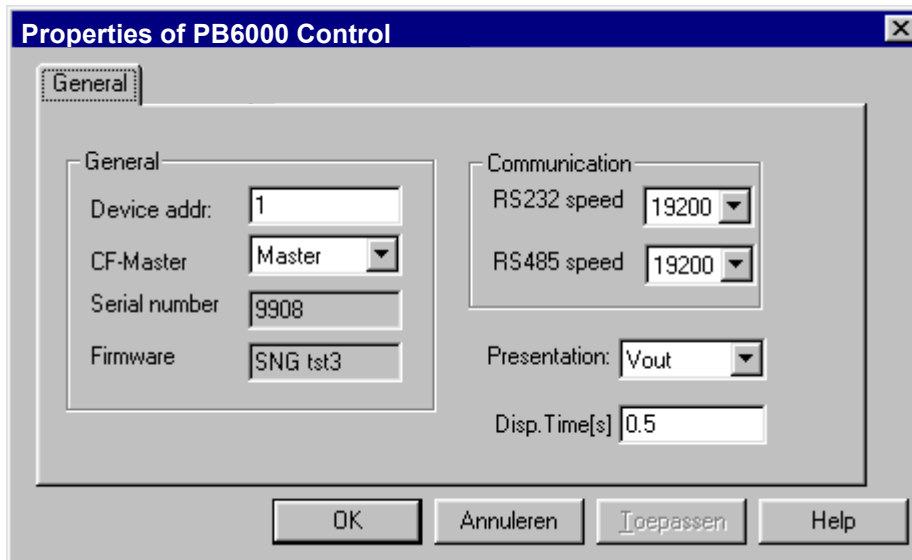 Properties of PB6000 Control
General
General
Device addr: 1
CF-Master Master
Serial number 9908
Firmware SNG tst3
Communication
RS232 speed 19200
RS485 speed 19200
Presentation: Vout
Disp.Time[s] 0.5
OK Annuleren Toepassen Help